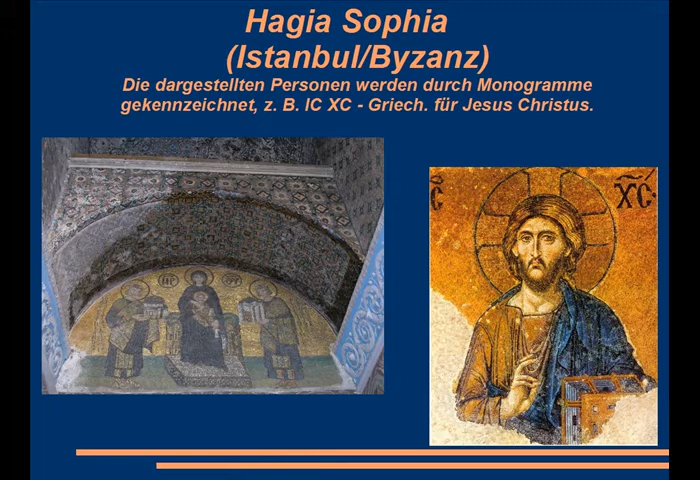 Hagia Sophia
(Istanbul/Byzanz)
Die dargestellten Personen werden durch Monogramme
gekennzeichnet, z. B. IC XC - Griech. für Jesus Christus.
C XC